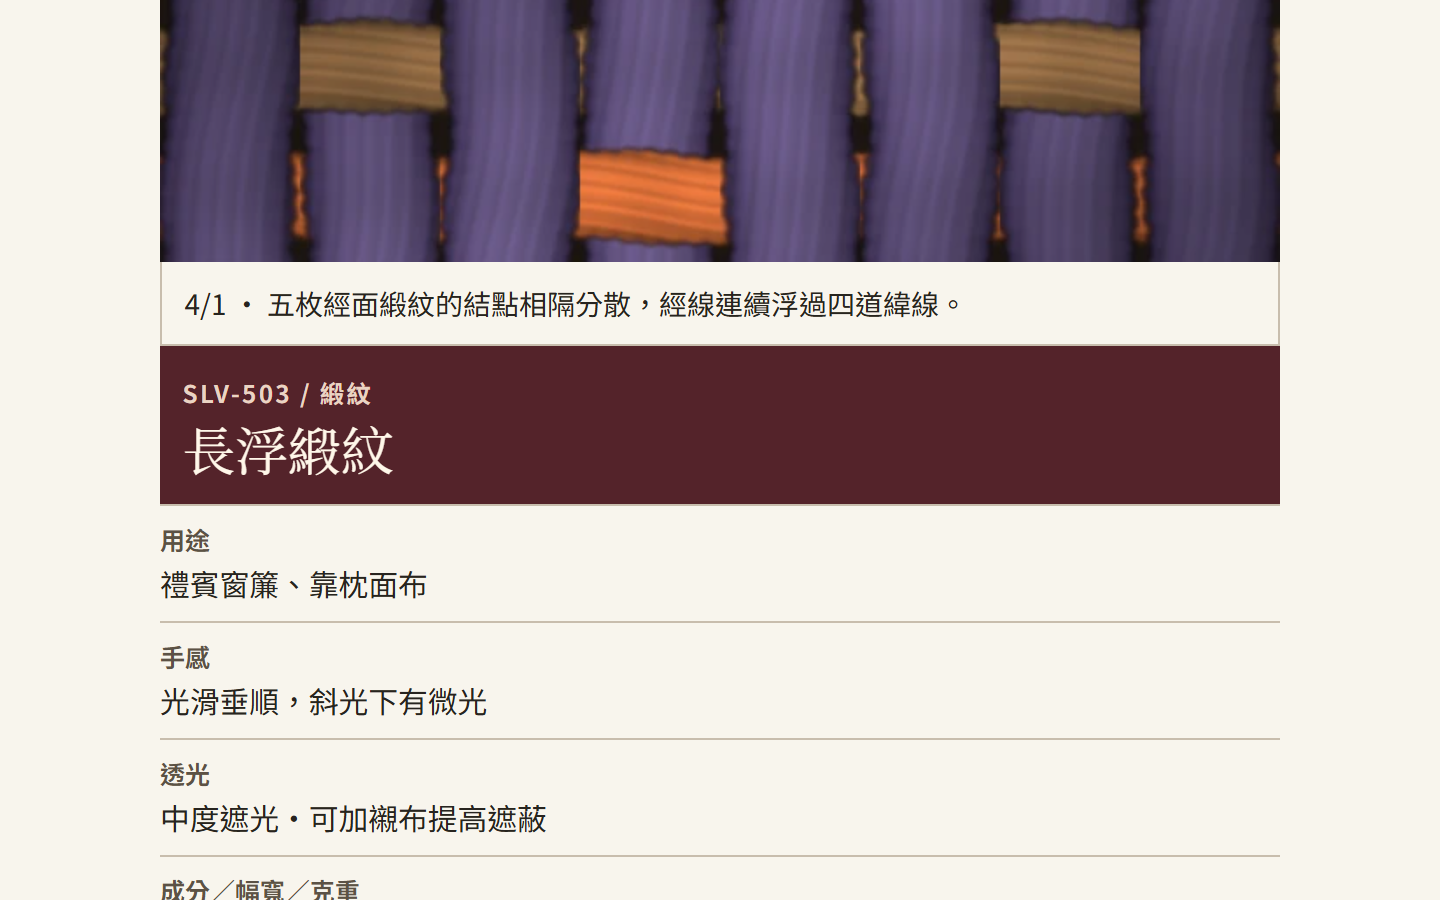 4/1 ・ 五枚經面緞紋的結點相隔分散，經線連續浮過四道緯線。
SLV-503 / 緞紋
長浮緞紋
用途
禮賓窗簾、靠枕面布
手感
光滑垂順，斜光下有微光
透光
中度遮光・可加襯布提高遮蔽
成分／幅寬／克重